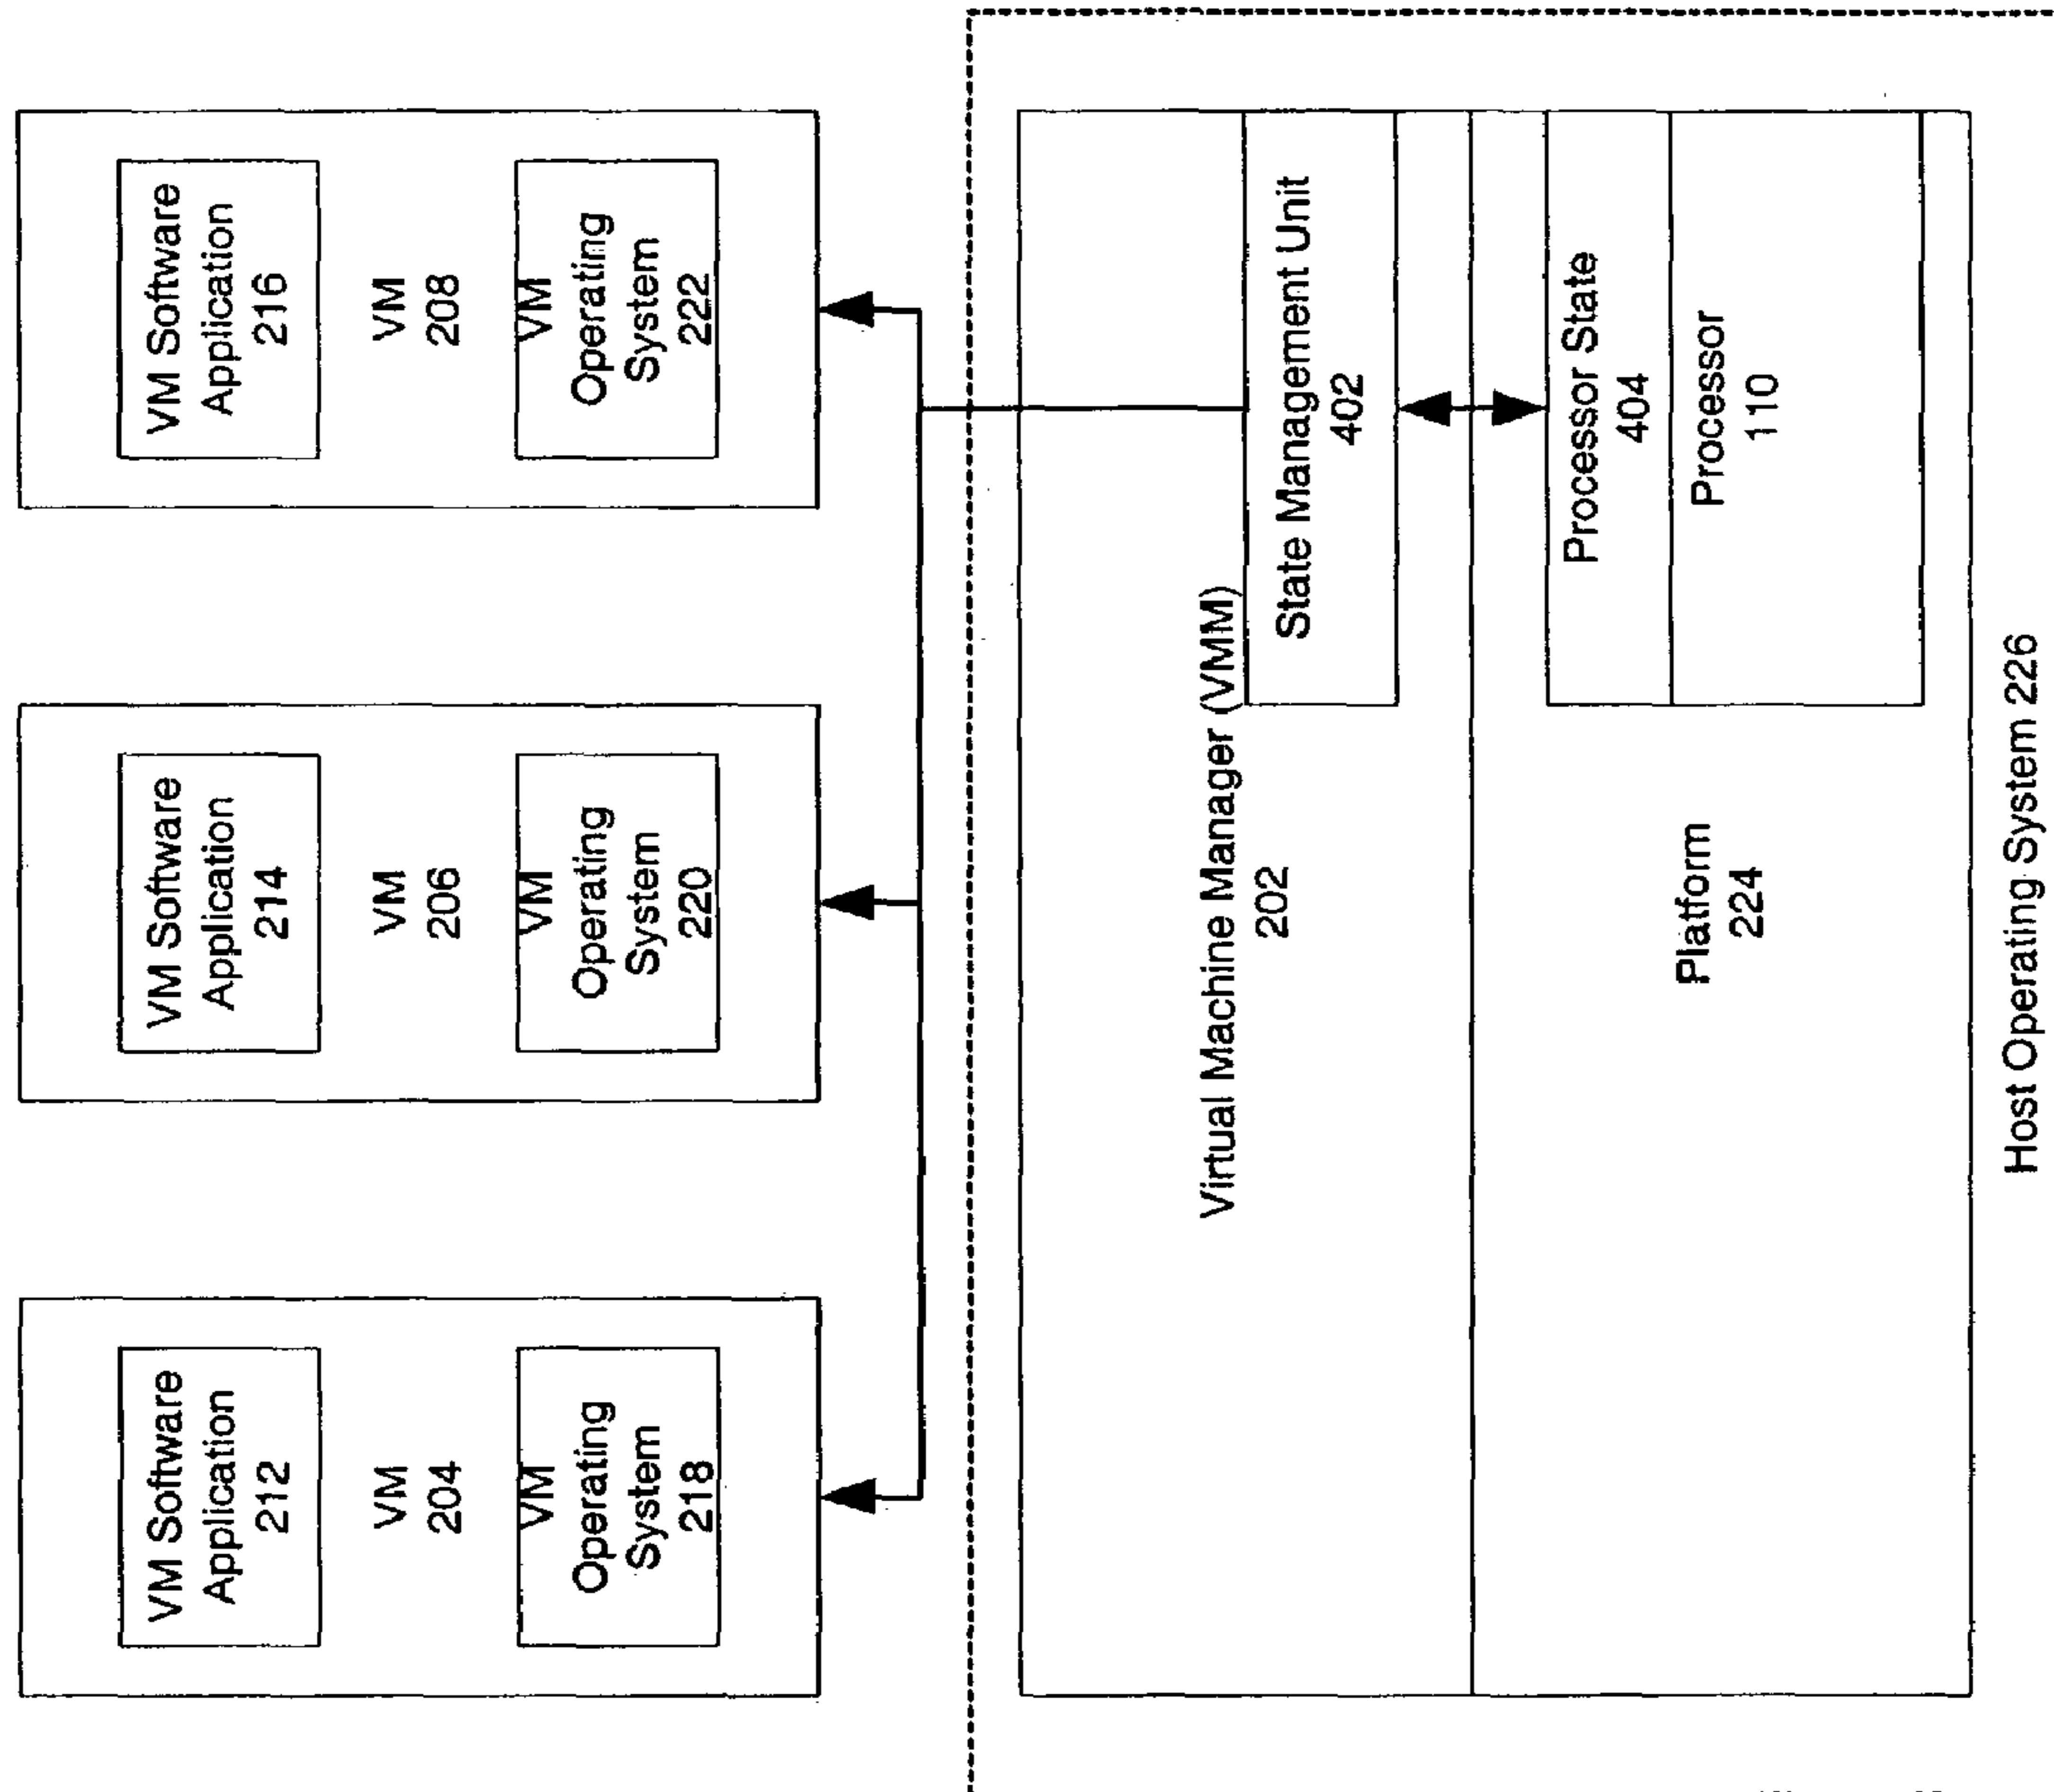 VM Software
Application
212
VM
204
VM
Operating
System
218
VM Software
Application
214
VM
206
VM
Operating
System
220
VM Software
Application
216
VM
208
VM
Operating
System
222
Virtual Machine Manager (VMM)
202
State Management Unit
402
Platform
224
Processor State
404
Processor
110
Host Operating System 226